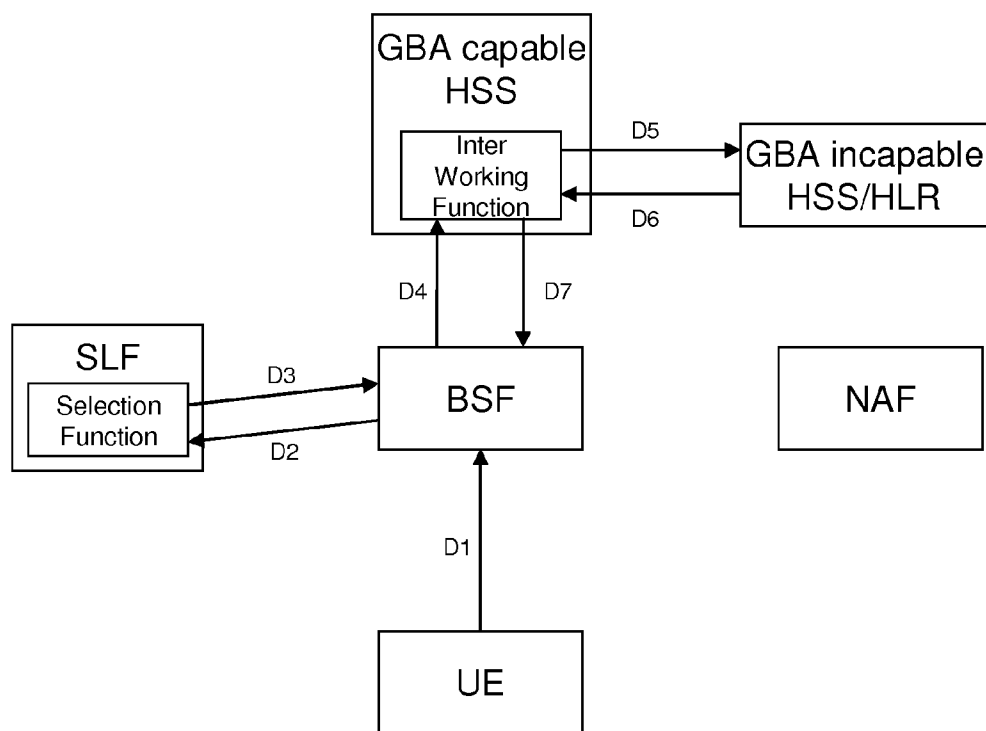 GBA capable
HSS
Inter
Working
Function
D5
GBA incapable
HSS/HLR
D6
D4
D7
SLF
Selection
Function
D3
D2
BSF
NAF
D1
UE